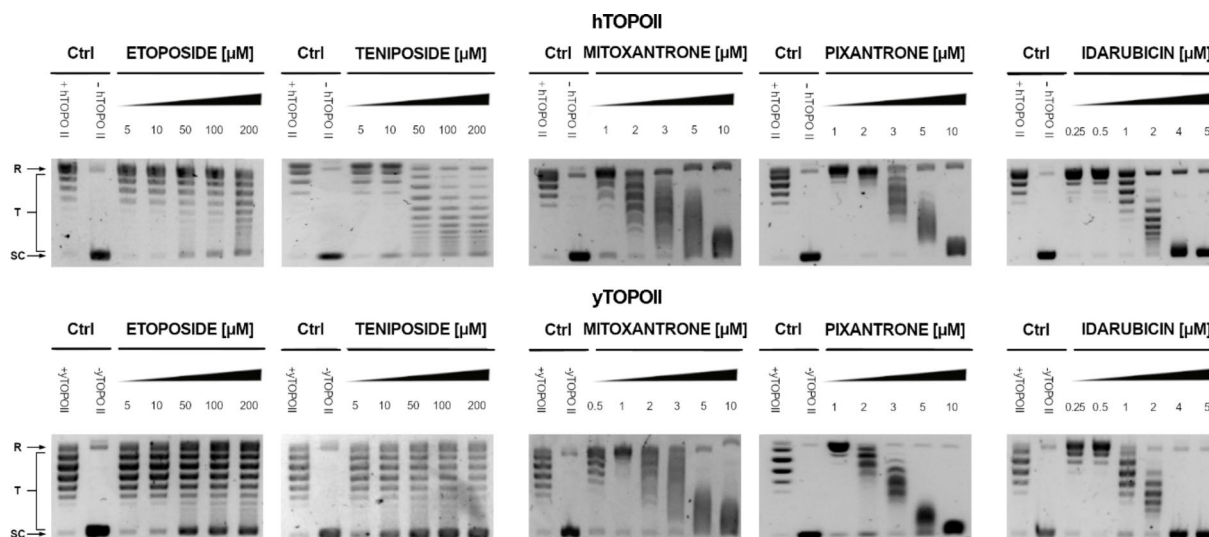 hTOPOII
Ctrl ETOPOSIDE [µM] Ctrl TENIPOSIDE [µM] Ctrl MITOXANTRONE [µM] Ctrl PIXANTRONE [µM] Ctrl IDARUBICIN [µM]
+ hTOPO II - hTOPO II + hTOPO II - hTOPO II + hTOPO II - hTOPO II + hTOPO II - hTOPO II + hTOPO II - hTOPO II
5 10 50 100 200 5 10 50 100 200 1 2 3 5 10 1 2 3 5 10 0.25 0.5 1 2 4 5
R
T
SC
yTOPOII
Ctrl ETOPOSIDE [µM] Ctrl TENIPOSIDE [µM] Ctrl MITOXANTRONE [µM] Ctrl PIXANTRONE [µM] Ctrl IDARUBICIN [µM]
+yTOPOII -yTOPO II +yTOPOII -yTOPO II +yTOPOII -yTOPO II +yTOPOII -yTOPO II +yTOPOII -yTOPO II
5 10 50 100 200 5 10 50 100 200 0.5 1 2 3 5 10 1 2 3 5 10 0.25 0.5 1 2 4 5
R
T
SC